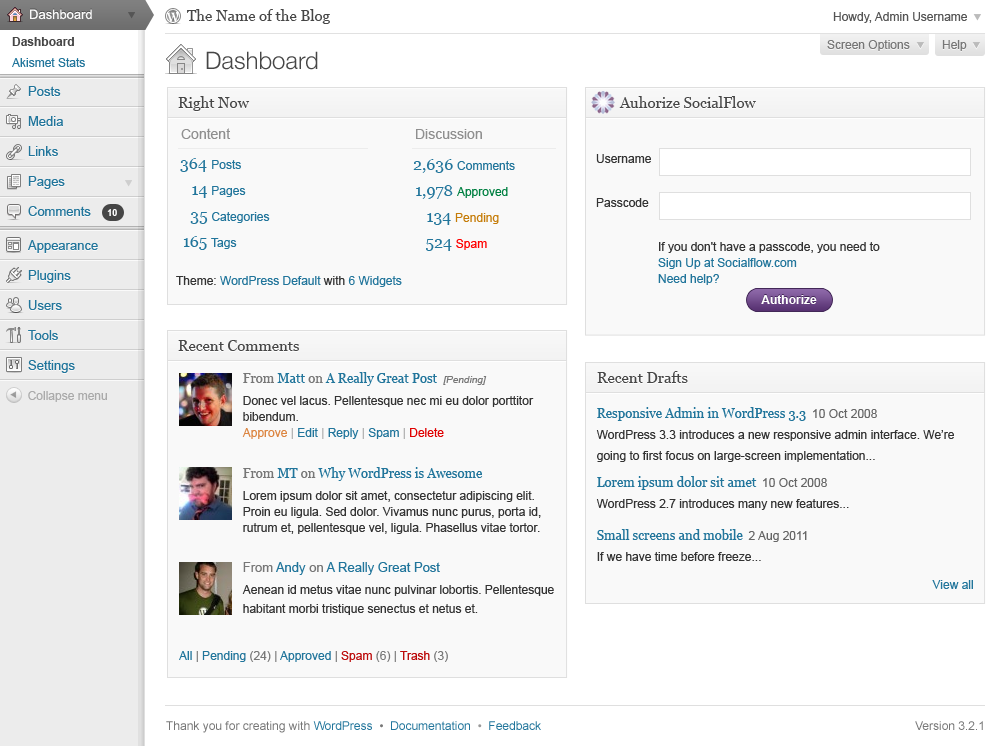 Dashboard
Dashboard
Akismet Stats
Posts
Media
Links
Pages
Comments 10
Appearance
Plugins
Users
Tools
Settings
Collapse menu
The Name of the Blog
Howdy, Admin Username
Screen Options
Help
Dashboard
Right Now
Content
364 Posts
14 Pages
35 Categories
165 Tags
Discussion
2,636 Comments
1,978 Approved
134 Pending
524 Spam
Theme: WordPress Default with 6 Widgets
Recent Comments
From Matt on A Really Great Post [Pending]
Donec vel lacus. Pellentesque nec mi eu dolor porttitor
bibendum.
Approve | Edit | Reply | Spam | Delete
From MT on Why WordPress is Awesome
Lorem ipsum dolor sit amet, consectetur adipiscing elit.
Proin eu ligula. Sed dolor. Vivamus nunc purus, porta id,
rutrum et, pellentesque vel, ligula. Phasellus vitae tortor.
From Andy on A Really Great Post
Aenean id metus vitae nunc pulvinar lobortis. Pellentesque
habitant morbi tristique senectus et netus et.
All | Pending (24) | Approved | Spam (6) | Trash (3)
Auhorize SocialFlow
Username
Passcode
If you don't have a passcode, you need to
Sign Up at Socialflow.com
Need help?
Authorize
Recent Drafts
Responsive Admin in WordPress 3.3 10 Oct 2008
WordPress 3.3 introduces a new responsive admin interface. We're
going to first focus on large-screen implementation...
Lorem ipsum dolor sit amet 10 Oct 2008
WordPress 2.7 introduces many new features...
Small screens and mobile 2 Aug 2011
If we have time before freeze...
View all
Thank you for creating with WordPress • Documentation • Feedback
Version 3.2.1